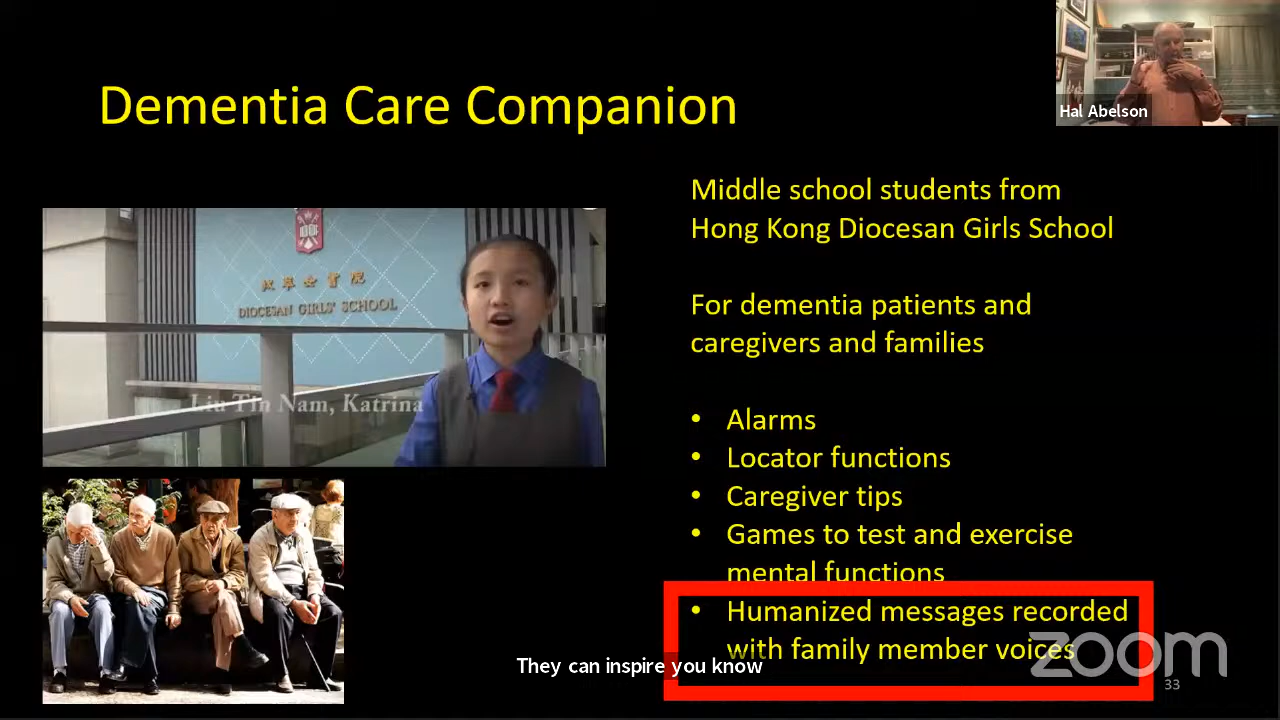 Dementia Care Companion
Hal Abelson
Middle school students from
Hong Kong Diocesan Girls School
For dementia patients and
caregivers and families
• Alarms
• Locator functions
• Caregiver tips
• Games to test and exercise
mental functions
• Humanized messages recorded
with family member voices
DIOCESAN GIRLS' SCHOOL
Liu Tin Nam, Katrina
They can inspire you know
zoom
33